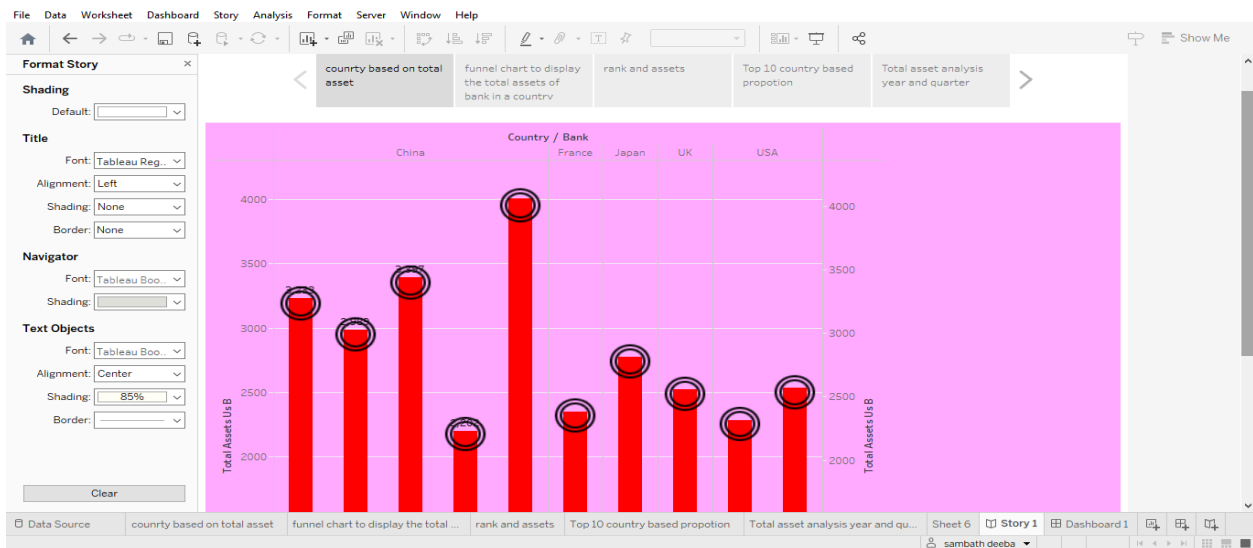 File Data Worksheet Dashboard Story Analysis Format Server Window Help
Show Me
Format Story ×
Shading
Default:
Title
Font: Tableau Reg..
Alignment: Left
Shading: None
Border: None
Navigator
Font: Tableau Boo..
Shading:
Text Objects
Font: Tableau Boo..
Alignment: Center
Shading: 85%
Border:
Clear
counrty based on total
asset
funnel chart to display
the total assets of
bank in a country
rank and assets
Top 10 country based
propotion
Total asset analysis
year and quarter
Country / Bank
China France Japan UK USA
4000 4000
3500 3500
3000 3000
2500 2500
2000 2000
Total Assets Us B
Total Assets Us B
Data Source counrty based on total asset funnel chart to display the total ... rank and assets Top 10 country based propotion Total asset analysis year and qu... Sheet 6 Story 1 Dashboard 1
sambath deeba